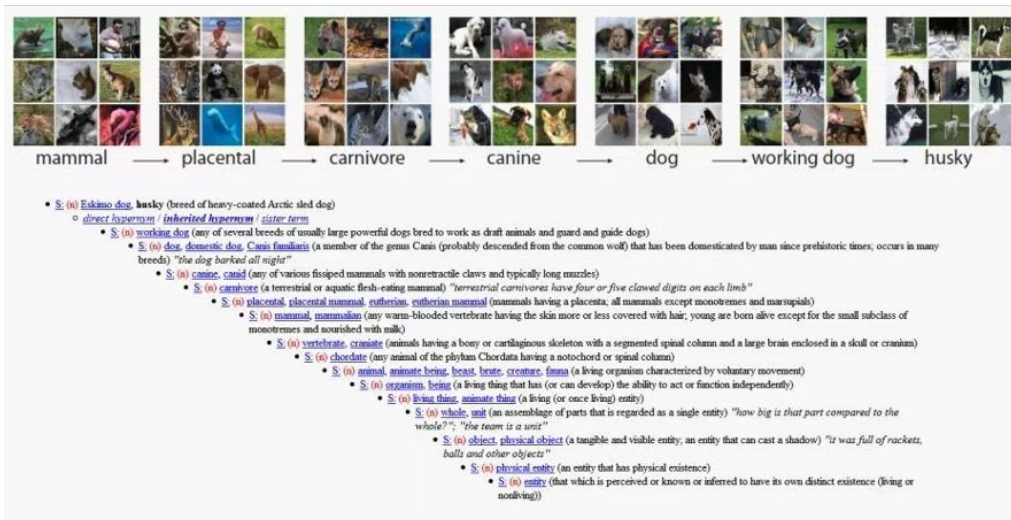 mammal → placental → carnivore → canine → dog → working dog → husky
• S: (n) Eskimo dog, husky (breed of heavy-coated Arctic sled dog)
○ direct hypernym / inherited hypernym / sister term
• S: (n) working dog (any of several breeds of usually large powerful dogs bred to work as draft animals and guard and guide dogs)
• S: (n) dog, domestic dog, Canis familiaris (a member of the genus Canis (probably descended from the common wolf) that has been domesticated by man since prehistoric times; occurs in many
breeds) "the dog barked all night"
• S: (n) canine, canid (any of various fissiped mammals with nonretractile claws and typically long muzzles)
• S: (n) carnivore (a terrestrial or aquatic flesh-eating mammal) "terrestrial carnivores have four or five clawed digits on each limb"
• S: (n) placental, placental mammal, eutherian, eutherian mammal (mammals having a placenta; all mammals except monotremes and marsupials)
• S: (n) mammal, mammalian (any warm-blooded vertebrate having the skin more or less covered with hair; young are born alive except for the small subclass of
monotremes and nourished with milk)
• S: (n) vertebrate, craniate (animals having a bony or cartilaginous skeleton with a segmented spinal column and a large brain enclosed in a skull or cranium)
• S: (n) chordate (any animal of the phylum Chordata having a notochord or spinal column)
• S: (n) animal, animate being, beast, brute, creature, fauna (a living organism characterized by voluntary movement)
• S: (n) organism, being (a living thing that has (or can develop) the ability to act or function independently)
• S: (n) living thing, animate thing (a living (or once living) entity)
• S: (n) whole, unit (an assemblage of parts that is regarded as a single entity) "how big is that part compared to the
whole?"; "the team is a unit"
• S: (n) object, physical object (a tangible and visible entity; an entity that can cast a shadow) "it was full of rackets,
balls and other objects"
• S: (n) physical entity (an entity that has physical existence)
• S: (n) entity (that which is perceived or known or inferred to have its own distinct existence (living or
nonliving))